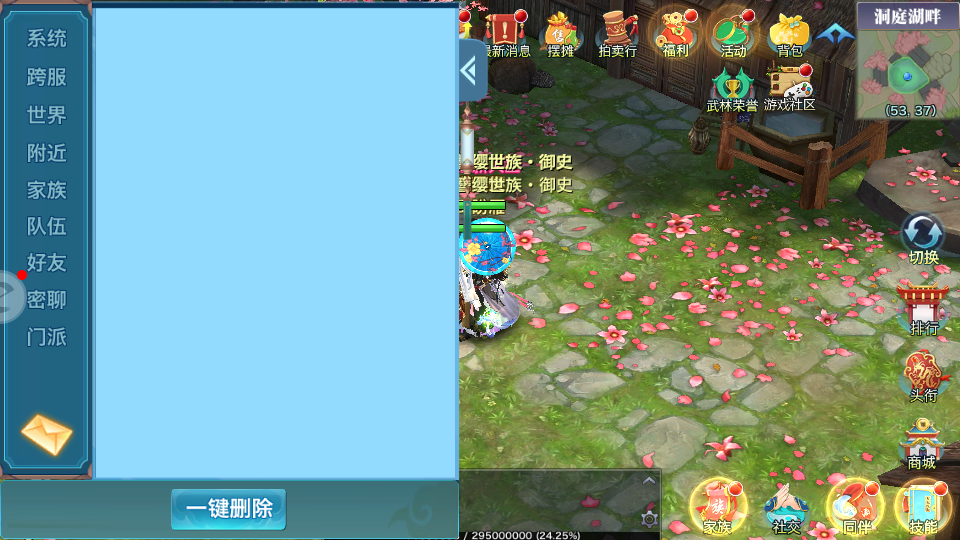 系统
跨服
世界
附近
家族
队伍
好友
密聊
门派
一键删除
最新消息
摆摊
拍卖行
福利
活动
背包
武林荣誉
游戏社区
洞庭湖畔
(53, 37)
缨世族·御史
缨世族·御史
切换
排行
头衔
商城
家族
社交
同伴
技能
/ 295000000 (24.25%)